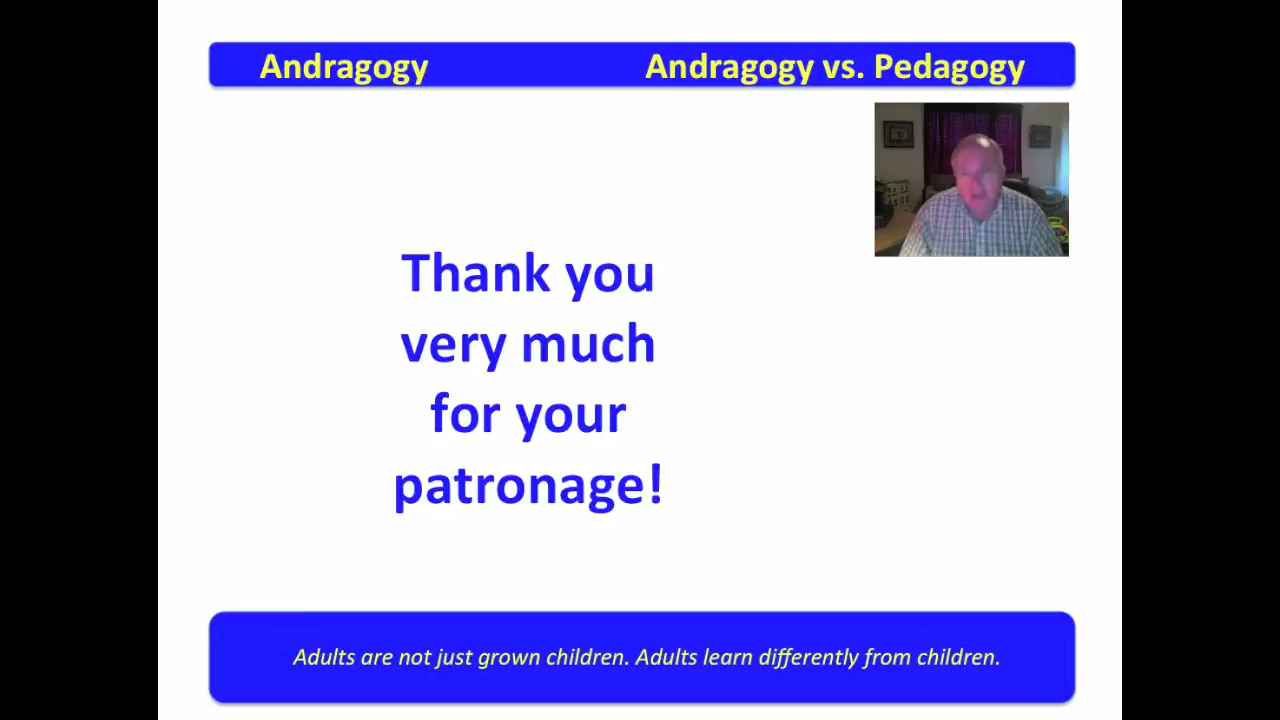 Andragogy Andragogy vs. Pedagogy
Thank you
very much
for your
patronage!
Adults are not just grown children. Adults learn differently from children.